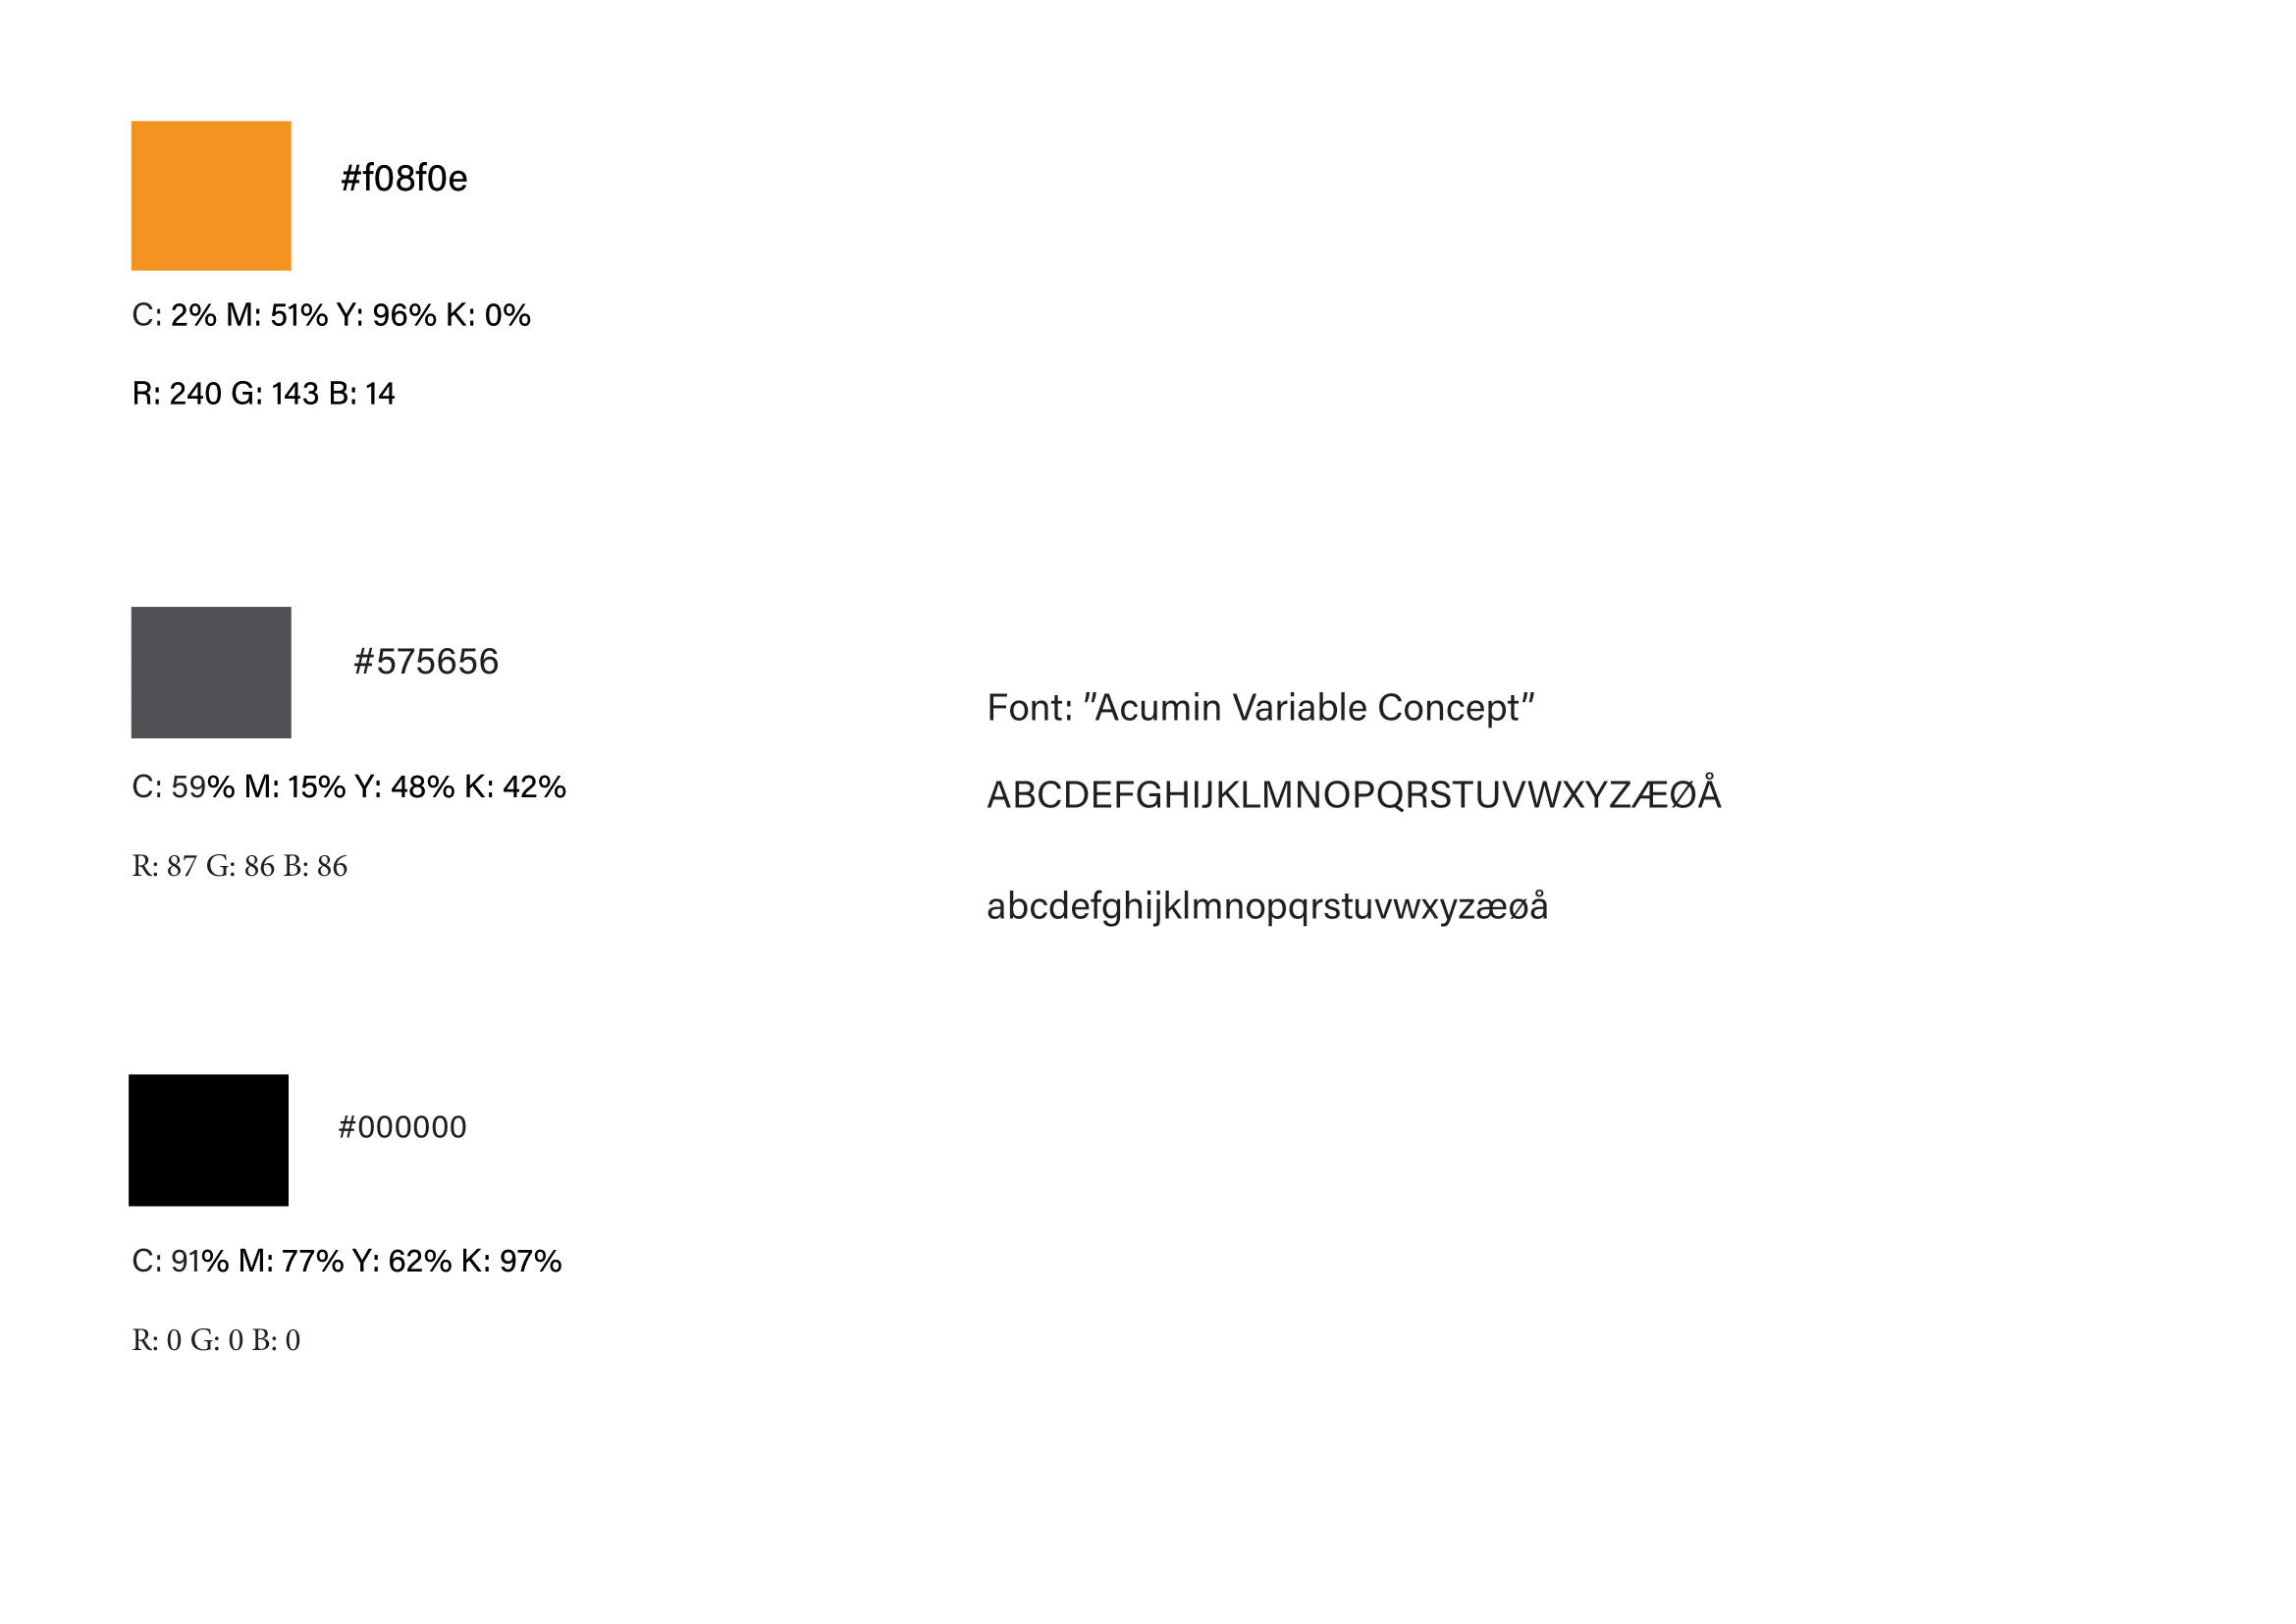 #f08f0e
C: 2% M: 51% Y: 96% K: 0%
R: 240 G: 143 B: 14
#575656
C: 59% M: 15% Y: 48% K: 42%
R: 87 G: 86 B: 86
#000000
C: 91% M: 77% Y: 62% K: 97%
R: 0 G: 0 B: 0
Font: ”Acumin Variable Concept”
ABCDEFGHIJKLMNOPQRSTUVWXYZÆØÅ
abcdefghijklmnopqrstuvwxyzæøå